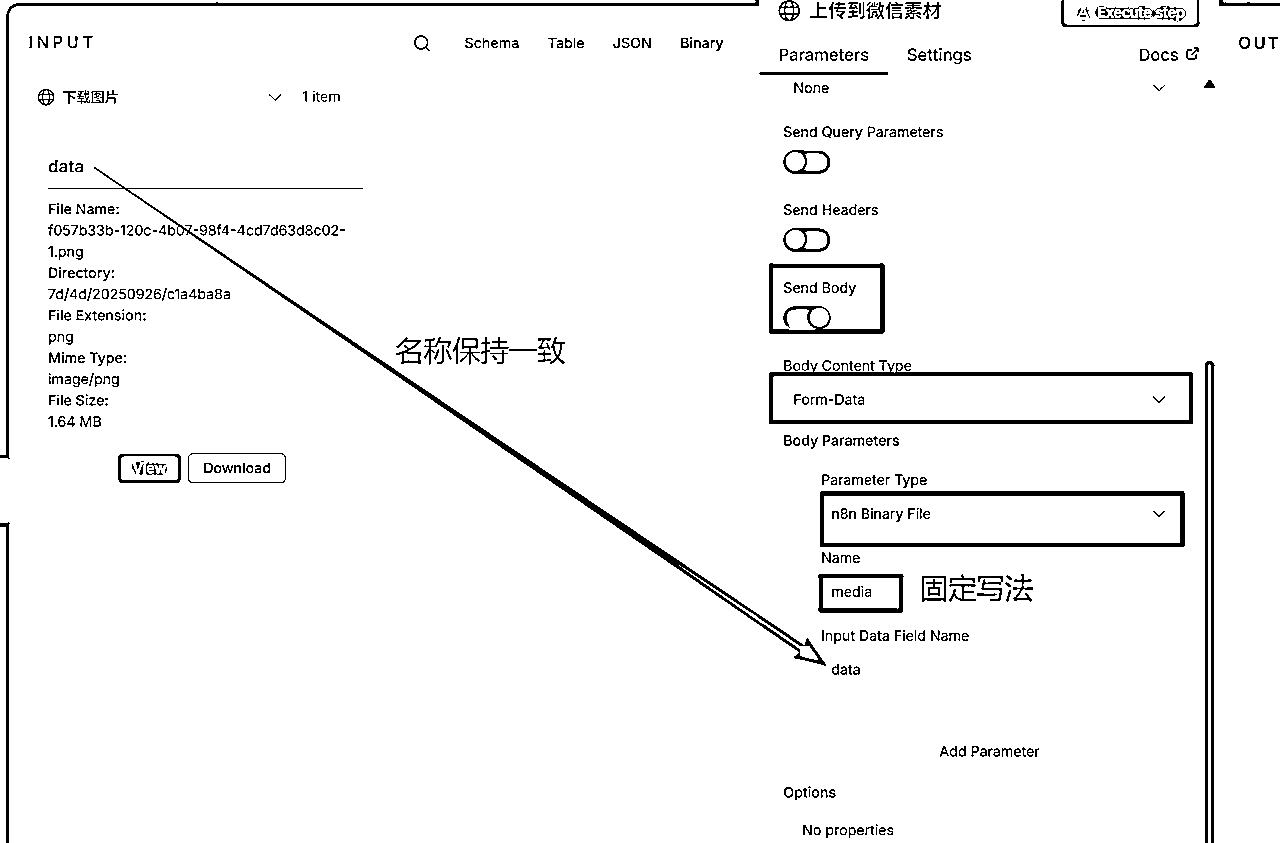 INPUT
Schema
Table
JSON
Binary
下载图片
1 item
data
File Name:
f057b33b-120c-4b07-98f4-4cd7d63d8c02-
1.png
Directory:
7d/4d/20250926/c1a4ba8a
File Extension:
png
Mime Type:
image/png
File Size:
1.64 MB
View
Download
名称保持一致
上传到微信素材
Execute step
Parameters
Settings
Docs
None
Send Query Parameters
Send Headers
Send Body
Body Content Type
Form-Data
Body Parameters
Parameter Type
n8n Binary File
Name
media
固定写法
Input Data Field Name
data
Add Parameter
Options
No properties
OUT